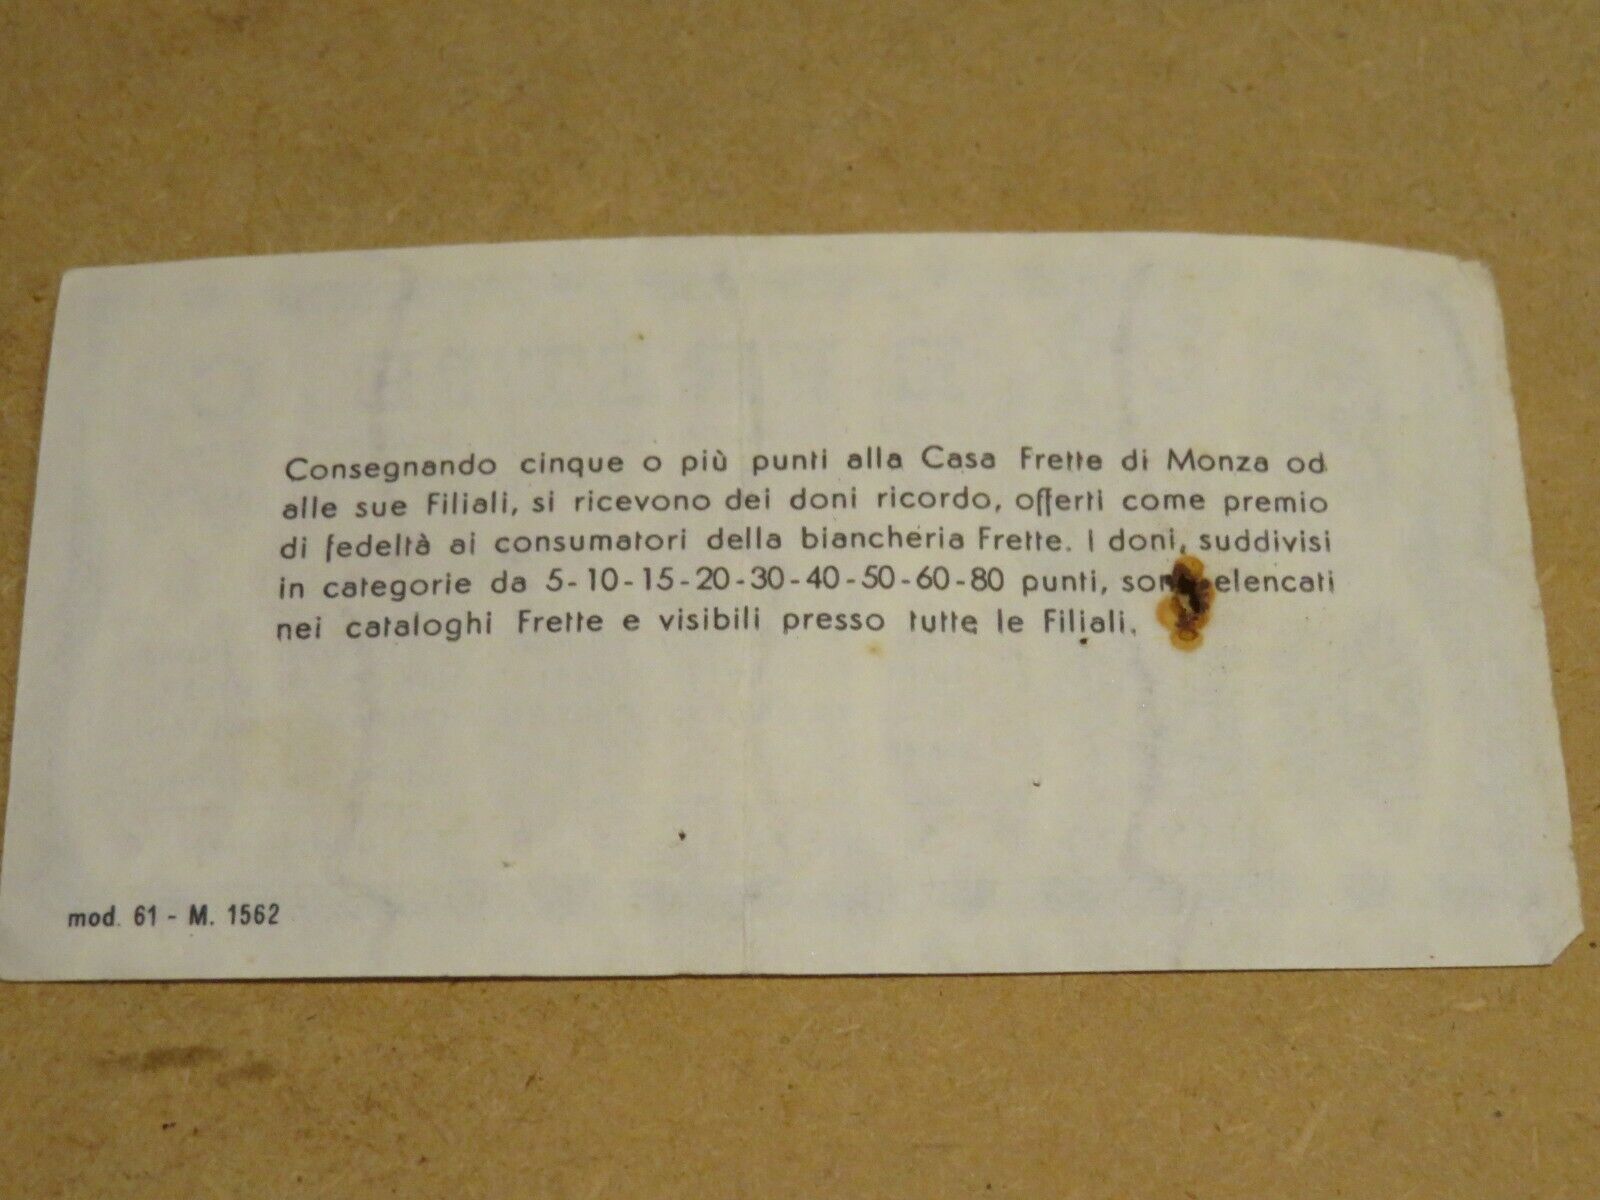 Consegnando cinque o più punti alla Casa Frette di Monza od
alle sue Filiali, si ricevono dei doni ricordo, offerti come premio
di fedeltà ai consumatori della biancheria Frette. I doni, suddivisi
in categorie da 5-10-15-20-30-40-50-60-80 punti, sono elencati
nei cataloghi Frette e visibili presso tutte le Filiali.
mod. 61 - M. 1562